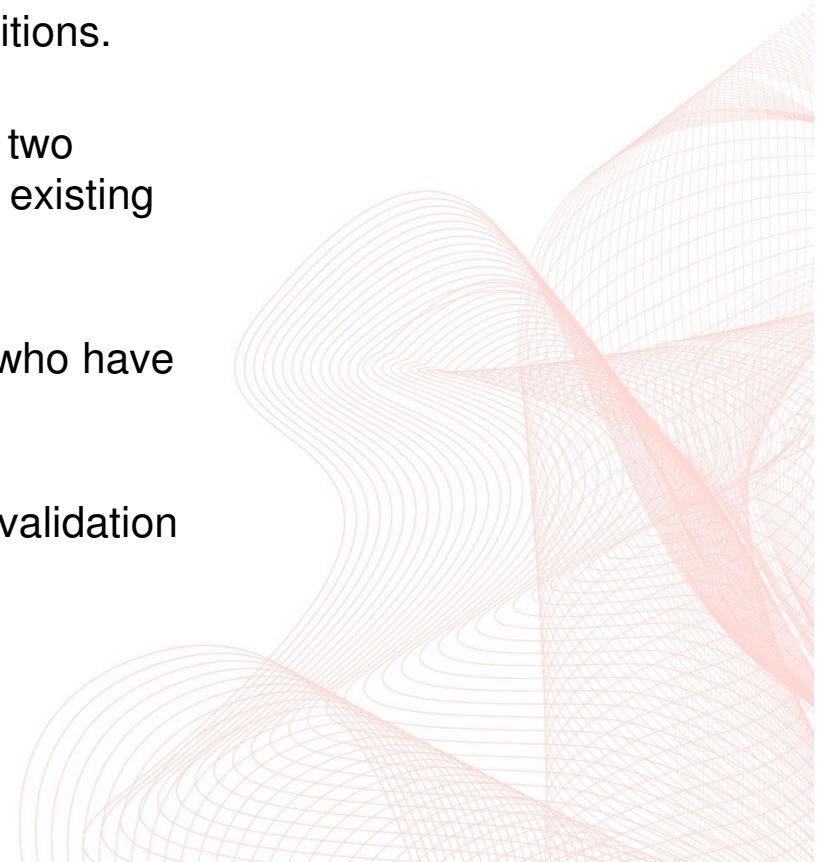 itions.
two
existing
who have
validation